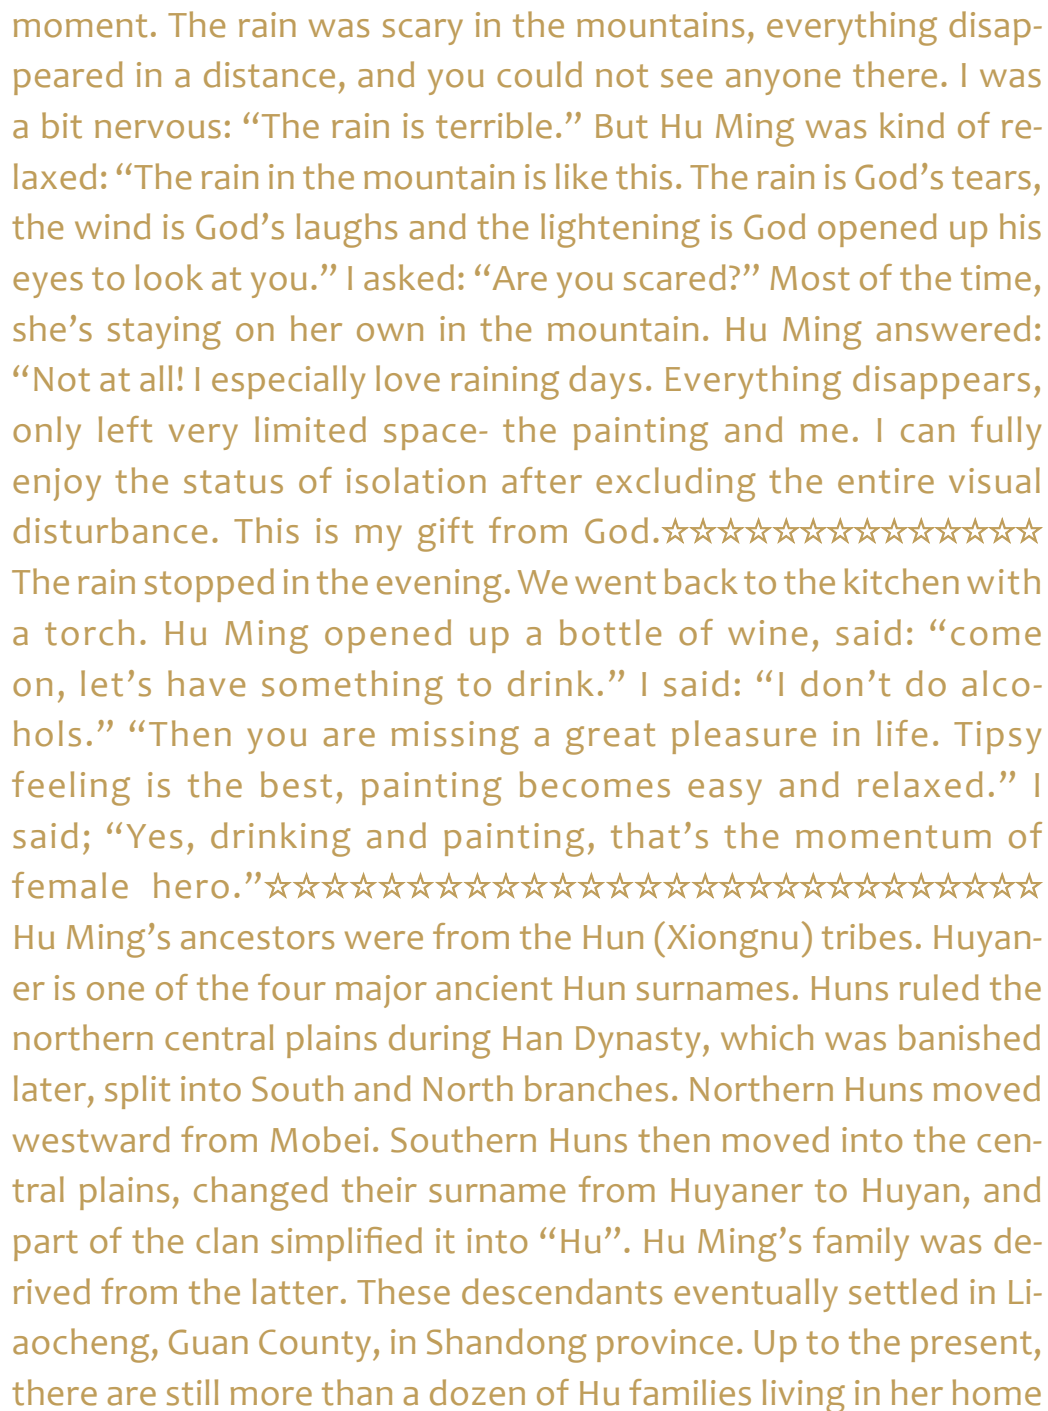 moment. The rain was scary in the mountains, everything disap-
peared in a distance, and you could not see anyone there. I was
a bit nervous: “The rain is terrible.” But Hu Ming was kind of re-
laxed: “The rain in the mountain is like this. The rain is God’s tears,
the wind is God’s laughs and the lightening is God opened up his
eyes to look at you.” I asked: “Are you scared?” Most of the time,
she’s staying on her own in the mountain. Hu Ming answered:
“Not at all! I especially love raining days. Everything disappears,
only left very limited space- the painting and me. I can fully
enjoy the status of isolation after excluding the entire visual
disturbance. This is my gift from God.☆☆☆☆☆☆☆☆☆☆☆☆☆☆
The rain stopped in the evening. We went back to the kitchen with
a torch. Hu Ming opened up a bottle of wine, said: “come
on, let’s have something to drink.” I said: “I don’t do alco-
hols.” “Then you are missing a great pleasure in life. Tipsy
feeling is the best, painting becomes easy and relaxed.” I
said; “Yes, drinking and painting, that’s the momentum of
female hero.”☆☆☆☆☆☆☆☆☆☆☆☆☆☆☆☆☆☆☆☆☆☆☆☆☆☆☆
Hu Ming’s ancestors were from the Hun (Xiongnu) tribes. Huyan-
er is one of the four major ancient Hun surnames. Huns ruled the
northern central plains during Han Dynasty, which was banished
later, split into South and North branches. Northern Huns moved
westward from Mobei. Southern Huns then moved into the cen-
tral plains, changed their surname from Huyaner to Huyan, and
part of the clan simplified it into “Hu”. Hu Ming’s family was de-
rived from the latter. These descendants eventually settled in Li-
aocheng, Guan County, in Shandong province. Up to the present,
there are still more than a dozen of Hu families living in her home